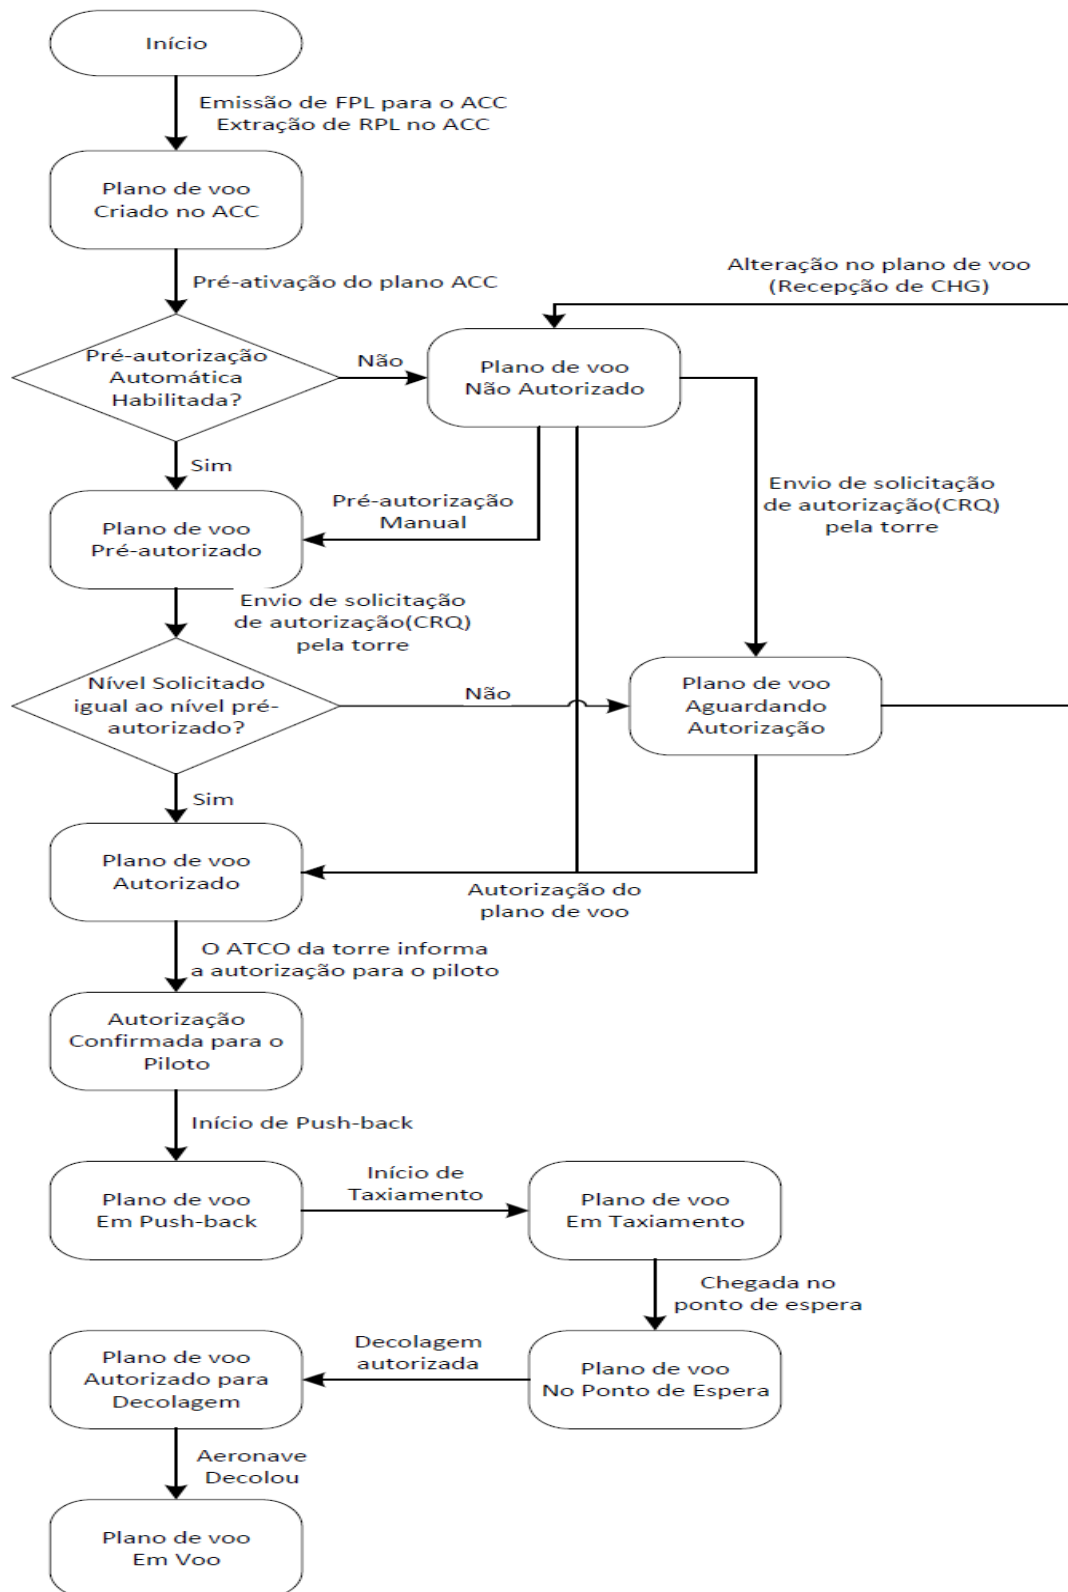 Início
Emissão de FPL para o ACC
Extração de RPL no ACC
Plano de voo
Criado no ACC
Pré-ativação do plano ACC
Alteração no plano de voo
(Recepção de CHG)
Pré-autorização
Automática
Habilitada?
Não
Plano de voo
Não Autorizado
Sim
Pré-autorização
Manual
Envio de solicitação
de autorização(CRQ)
pela torre
Plano de voo
Pré-autorizado
Envio de solicitação
de autorização(CRQ)
pela torre
Nível Solicitado
igual ao nível pré-
autorizado?
Não
Plano de voo
Aguardando
Autorização
Sim
Plano de voo
Autorizado
Autorização do
plano de voo
O ATCO da torre informa
a autorização para o piloto
Autorização
Confirmada para o
Piloto
Início de Push-back
Plano de voo
Em Push-back
Início de
Taxiamento
Plano de voo
Em Taxiamento
Chegada no
ponto de espera
Plano de voo
Autorizado para
Decolagem
Decolagem
autorizada
Plano de voo
No Ponto de Espera
Aeronave
Decolou
Plano de voo
Em Voo